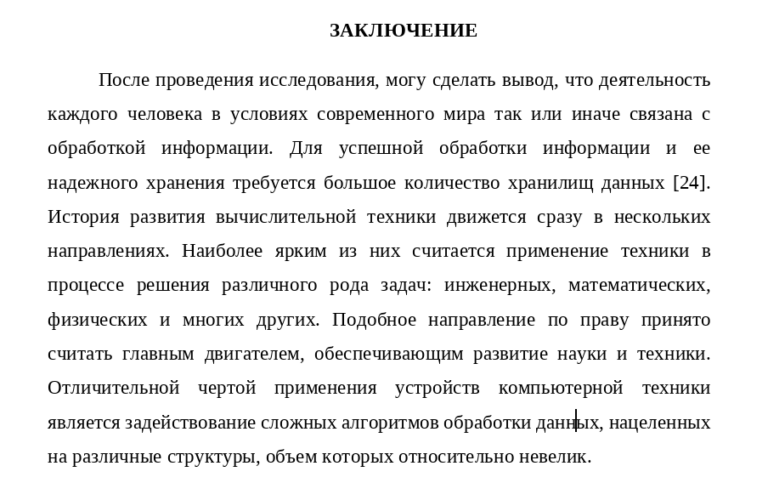 ЗАКЛЮЧЕНИЕ
После проведения исследования, могу сделать вывод, что деятельность
каждого человека в условиях современного мира так или иначе связана с
обработкой информации. Для успешной обработки информации и ее
надежного хранения требуется большое количество хранилищ данных [24].
История развития вычислительной техники движется сразу в нескольких
направлениях. Наиболее ярким из них считается применение техники в
процессе решения различного рода задач: инженерных, математических,
физических и многих других. Подобное направление по праву принято
считать главным двигателем, обеспечивающим развитие науки и техники.
Отличительной чертой применения устройств компьютерной техники
является задействование сложных алгоритмов обработки данных, нацеленных
на различные структуры, объем которых относительно невелик.